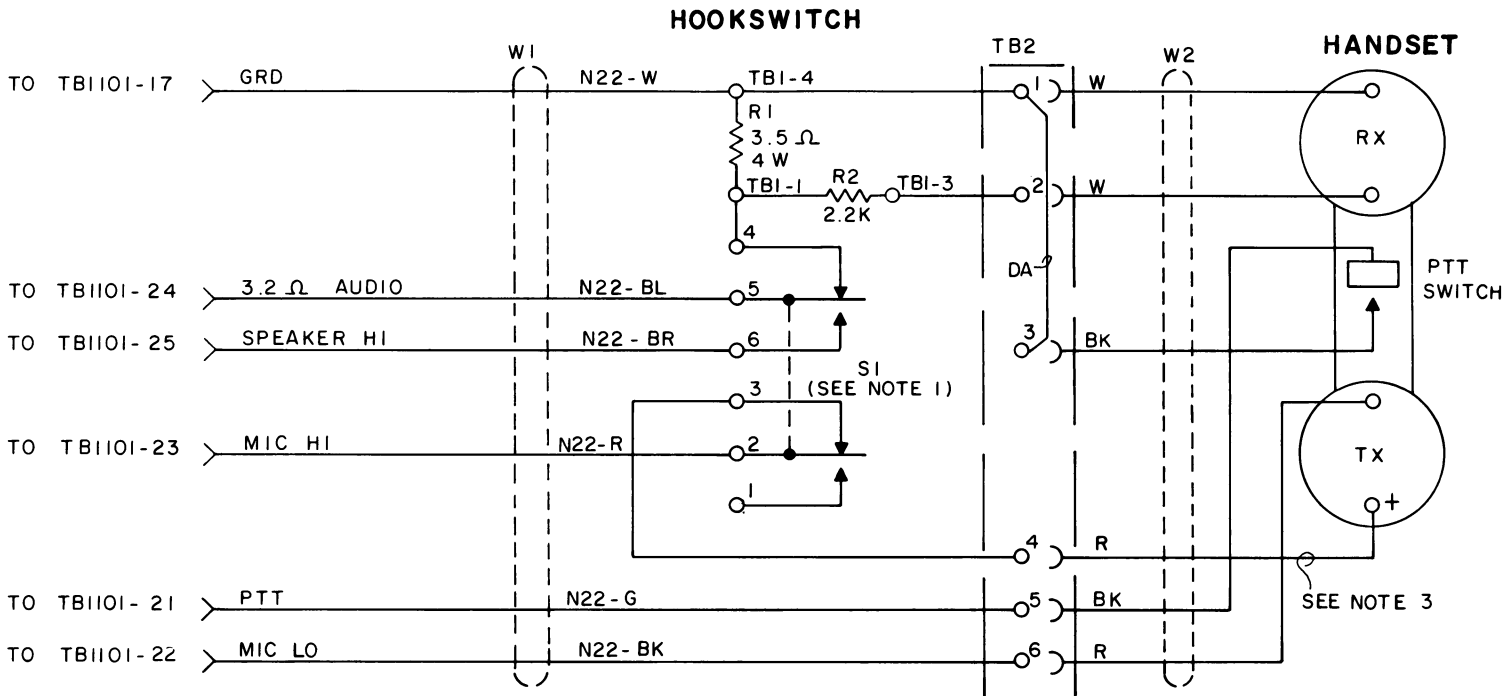 HOOKSWITCH
W1
TB2
W2
HANDSET
TO TB1101-17
GRD
N22-W
TB1-4
1
W
R1
3.5 Ω
4 W
RX
TB1-1
R2
2.2K
TB1-3
2
W
4
DA
PTT
SWITCH
TO TB1101-24
3.2 Ω AUDIO
N22-BL
5
TO TB1101-25
SPEAKER HI
N22-BR
6
3
BK
S1
(SEE NOTE 1)
3
TO TB1101-23
MIC HI
N22-R
2
TX
1
+
4
R
SEE NOTE 3
TO TB1101-21
PTT
N22-G
5
BK
TO TB1101-22
MIC LO
N22-BK
6
R